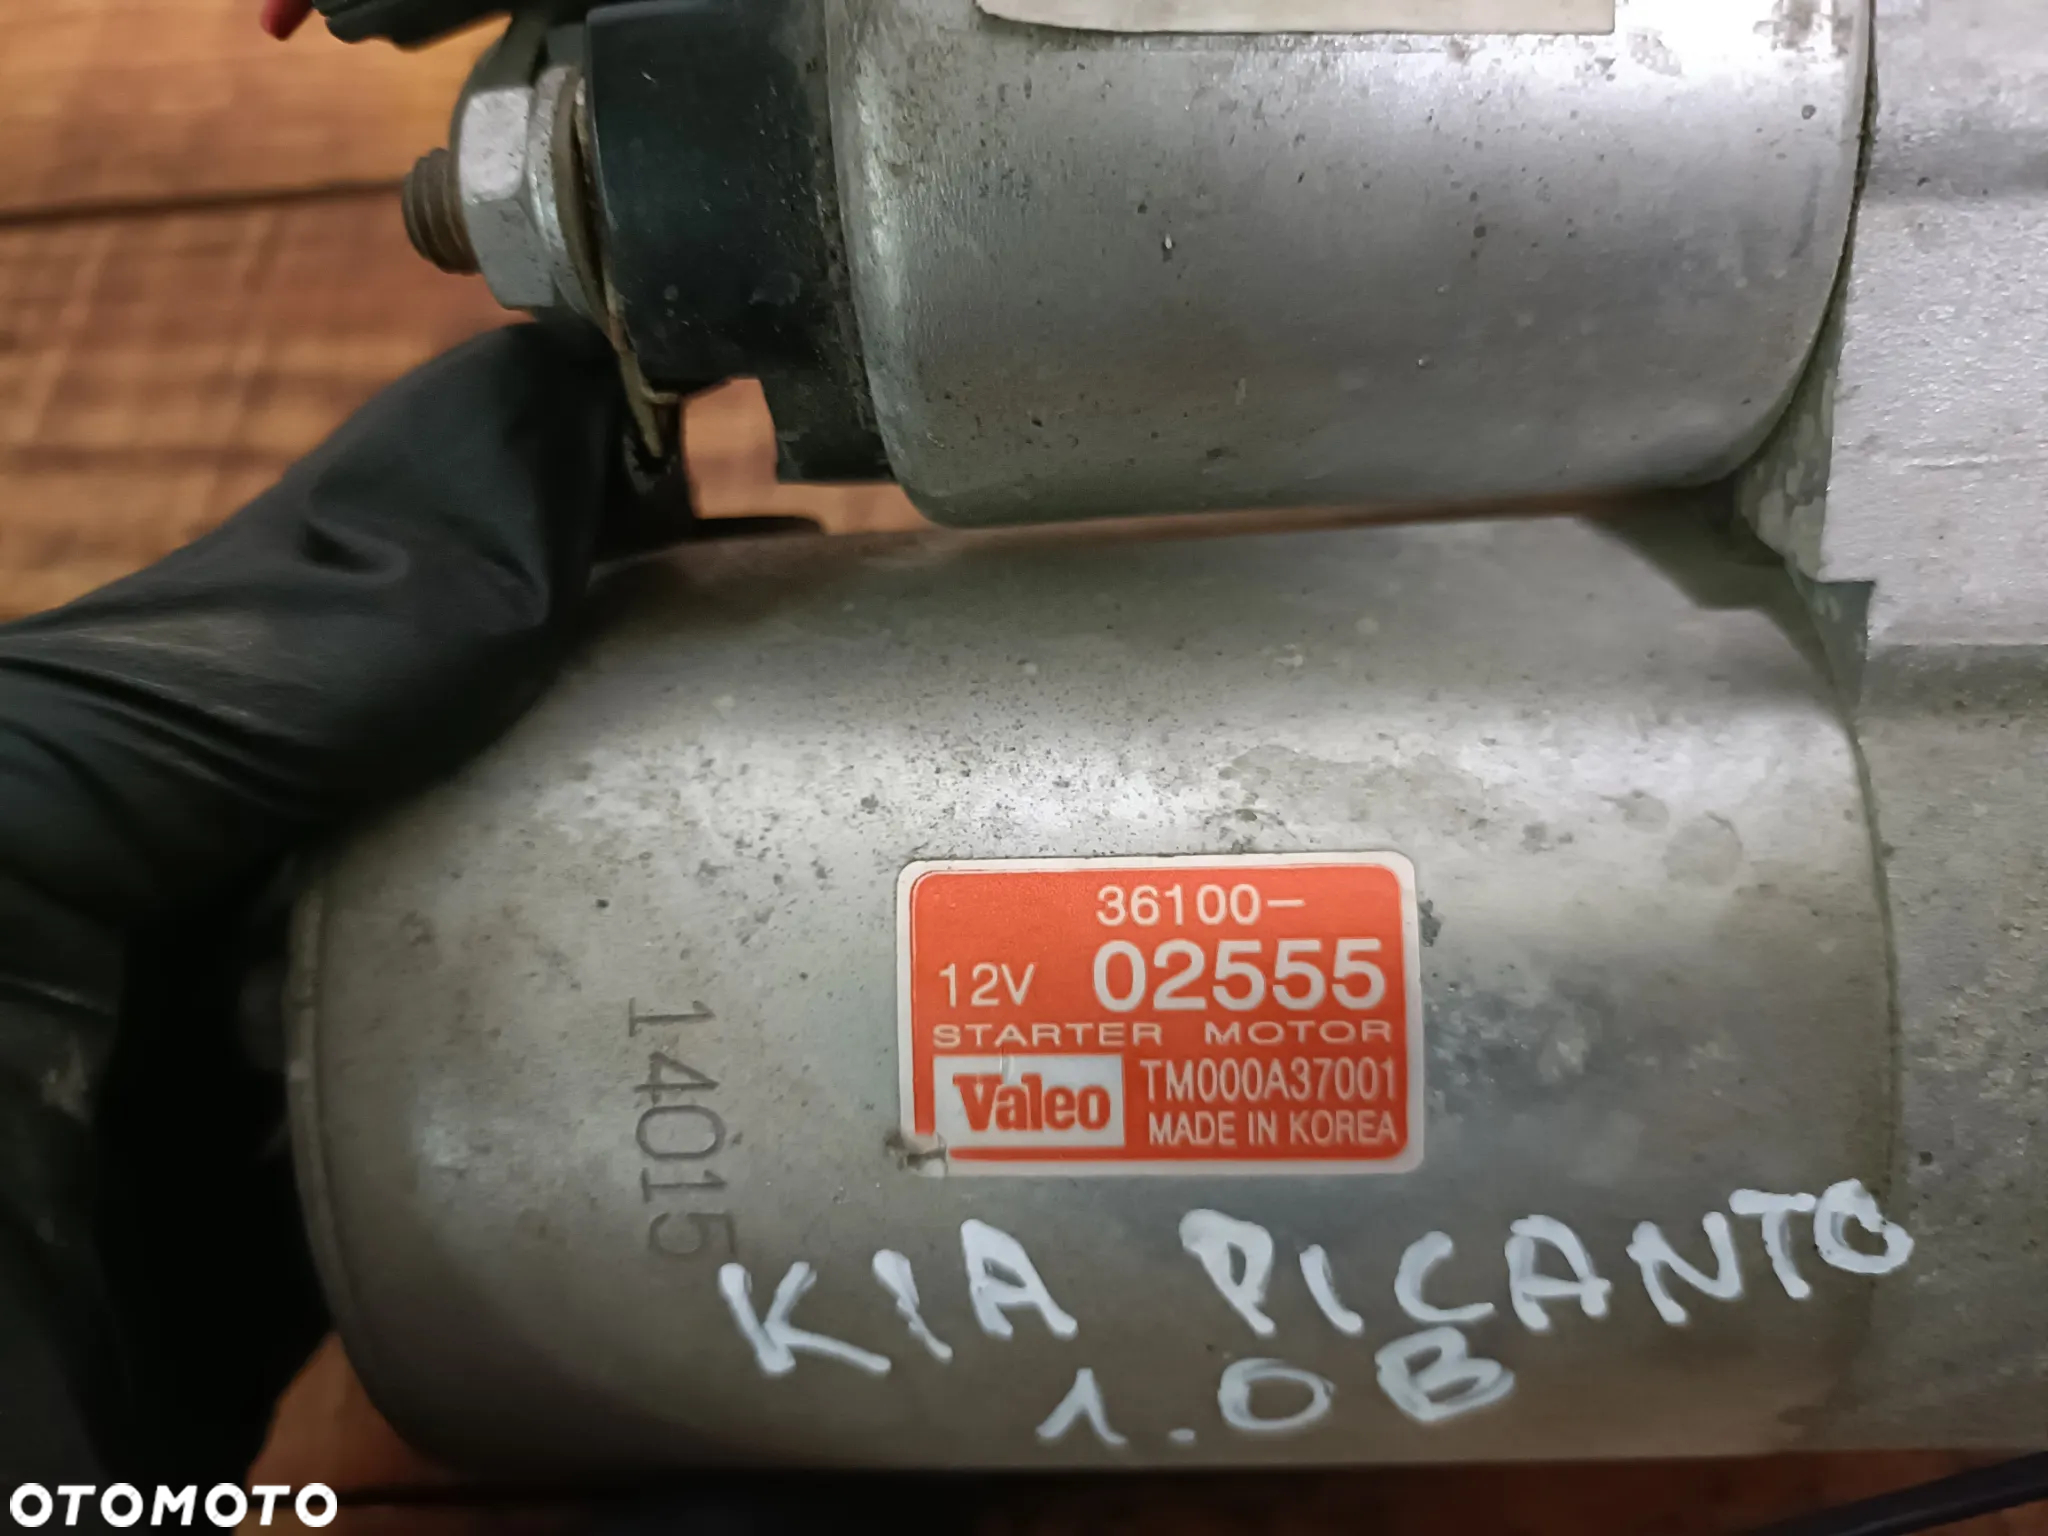 36100-
12V 02555
STARTER MOTOR
Valeo TM000A37001
MADE IN KOREA
14015
KIA PICANTO
1.0B
OTOMOTO